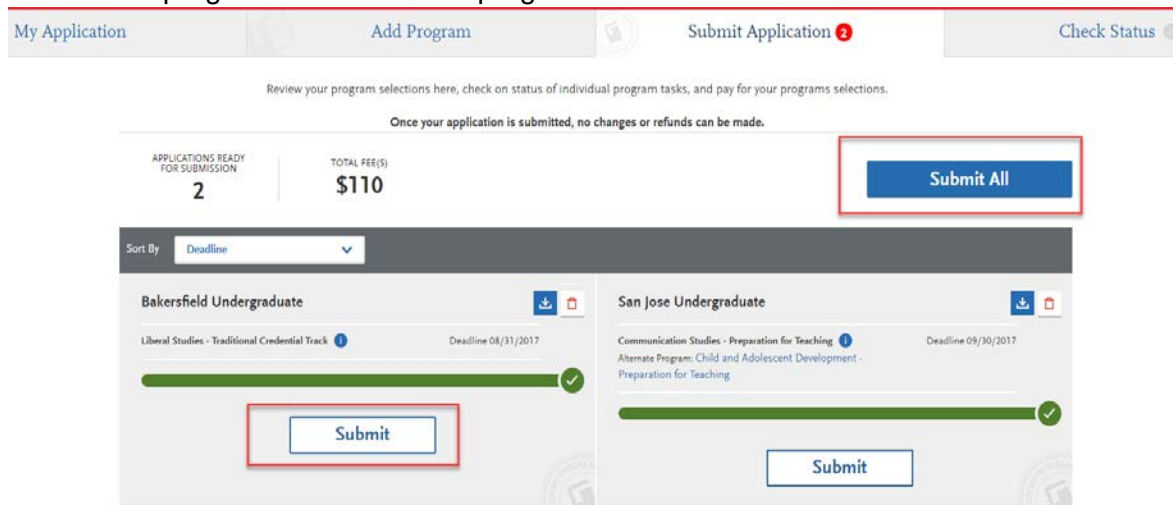 My Application Add Program Submit Application 2 Check Status
Review your program selections here, check on status of individual program tasks, and pay for your programs selections.
Once your application is submitted, no changes or refunds can be made.
APPLICATIONS READY FOR SUBMISSION
2
TOTAL FEE(S)
$110
Submit All
Sort By Deadline
Bakersfield Undergraduate
Liberal Studies - Traditional Credential Track Deadline 08/31/2017
Submit
San Jose Undergraduate
Communication Studies - Preparation for Teaching Deadline 09/30/2017
Alternate Program: Child and Adolescent Development -
Preparation for Teaching
Submit